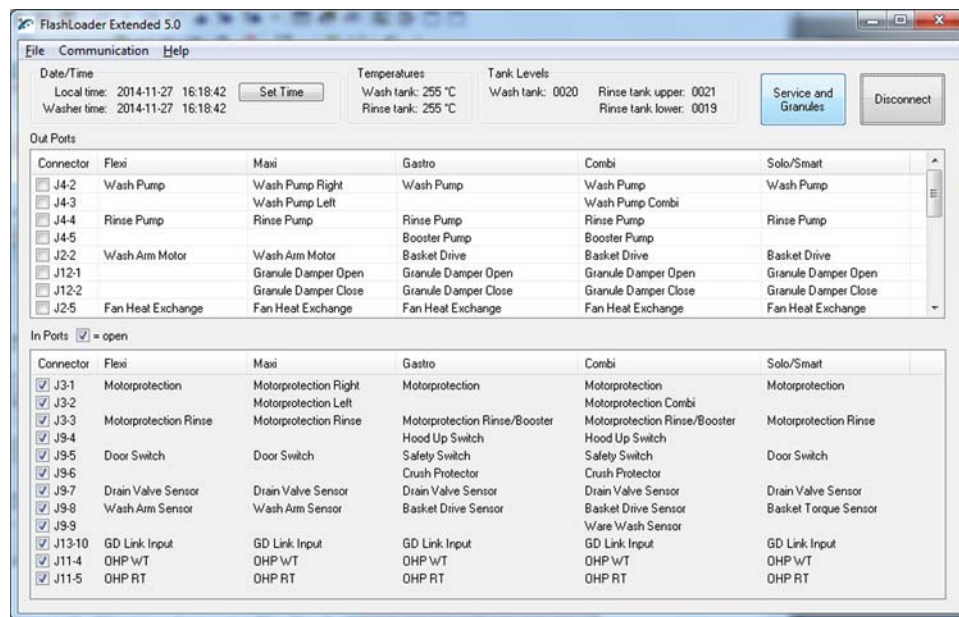 FlashLoader Extended 5.0
File Communication Help
Date/Time Temperatures Tank Levels
Local time: 2014-11-27 16:18:42 Set Time Wash tank: 255 °C Wash tank: 0020 Rinse tank upper: 0021 Service and Granules Disconnect
Washer time: 2014-11-27 16:18:42 Rinse tank: 255 °C Rinse tank lower: 0019
Out Ports
Connector Flexi Maxi Gastro Combi Solo/Smart
J4-2 Wash Pump Wash Pump Right Wash Pump Wash Pump Wash Pump
J4-3 Wash Pump Left Wash Pump Combi
J4-4 Rinse Pump Rinse Pump Rinse Pump Rinse Pump Rinse Pump
J4-5 Booster Pump Booster Pump
J2-2 Wash Arm Motor Wash Arm Motor Basket Drive Basket Drive Basket Drive
J12-1 Granule Damper Open Granule Damper Open Granule Damper Open Granule Damper Open
J12-2 Granule Damper Close Granule Damper Close Granule Damper Close Granule Damper Close
J2-5 Fan Heat Exchange Fan Heat Exchange Fan Heat Exchange Fan Heat Exchange Fan Heat Exchange
In Ports = open
Connector Flexi Maxi Gastro Combi Solo/Smart
J3-1 Motorprotection Motorprotection Right Motorprotection Motorprotection Motorprotection
J3-2 Motorprotection Left Motorprotection Combi
J3-3 Motorprotection Rinse Motorprotection Rinse Motorprotection Rinse/Booster Motorprotection Rinse/Booster Motorprotection Rinse
J9-4 Hood Up Switch Hood Up Switch
J9-5 Door Switch Door Switch Safety Switch Safety Switch Door Switch
J9-6 Crush Protector Crush Protector
J9-7 Drain Valve Sensor Drain Valve Sensor Drain Valve Sensor Drain Valve Sensor Drain Valve Sensor
J9-8 Wash Arm Sensor Wash Arm Sensor Basket Drive Sensor Basket Drive Sensor Basket Torque Sensor
J9-9 Ware Wash Sensor
J13-10 GD Link Input GD Link Input GD Link Input GD Link Input GD Link Input
J11-4 OHP WT OHP WT OHP WT OHP WT OHP WT
J11-5 OHP RT OHP RT OHP RT OHP RT OHP RT